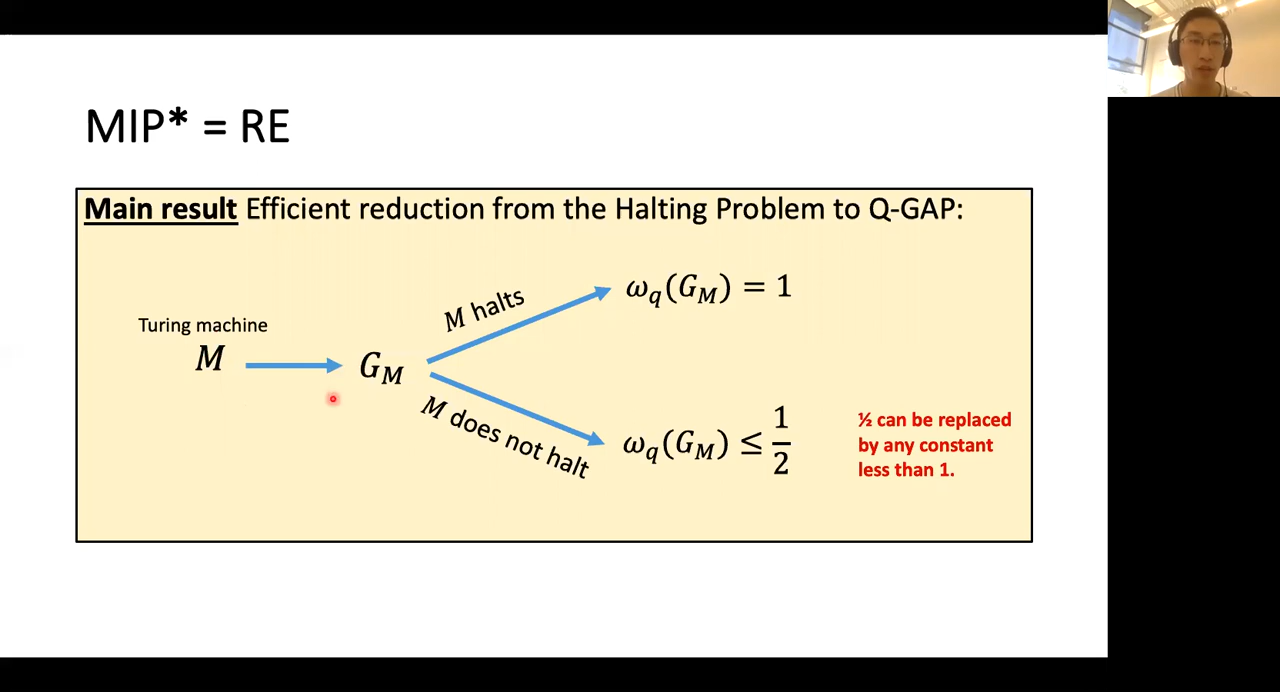 MIP* = RE
Main result Efficient reduction from the Halting Problem to Q-GAP:
M halts
ω_q(G_M) = 1
Turing machine
M
G_M
M does not halt
ω_q(G_M) ≤ 1/2
½ can be replaced
by any constant
less than 1.